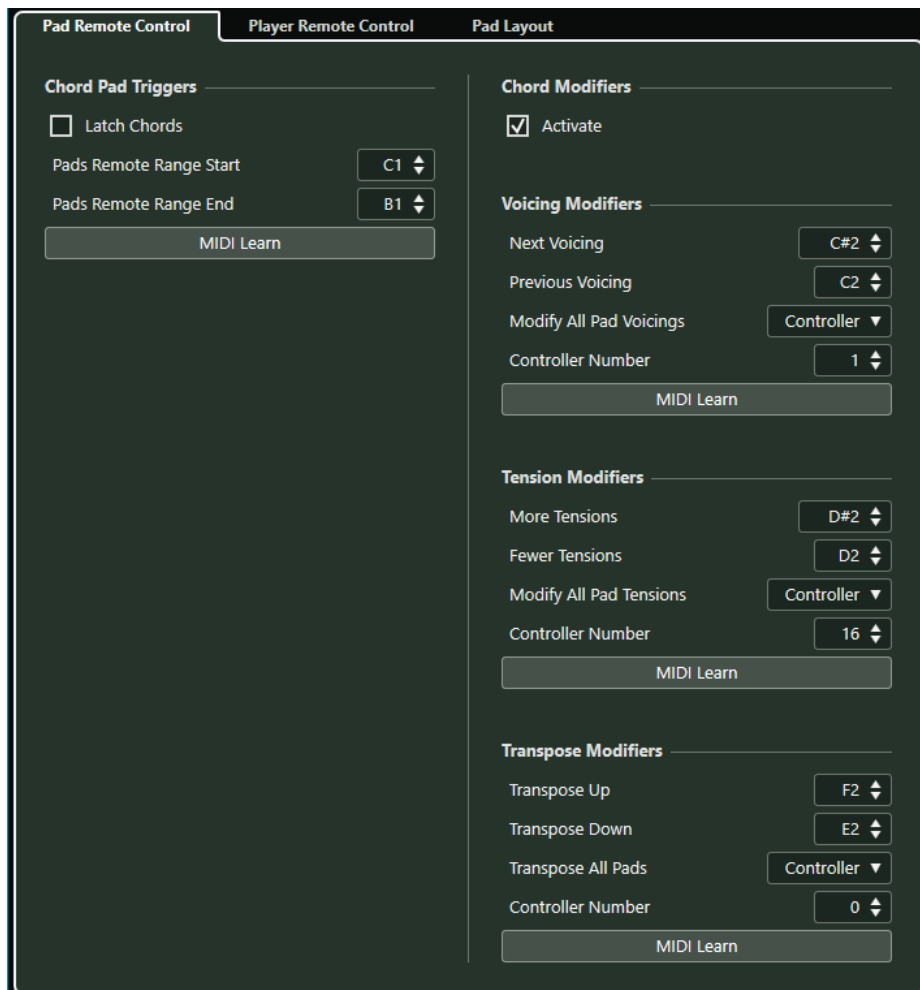 Pad Remote Control Player Remote Control Pad Layout
Chord Pad Triggers
Latch Chords
Pads Remote Range Start C1
Pads Remote Range End B1
MIDI Learn
Chord Modifiers
Activate
Voicing Modifiers
Next Voicing C#2
Previous Voicing C2
Modify All Pad Voicings Controller
Controller Number 1
MIDI Learn
Tension Modifiers
More Tensions D#2
Fewer Tensions D2
Modify All Pad Tensions Controller
Controller Number 16
MIDI Learn
Transpose Modifiers
Transpose Up F2
Transpose Down E2
Transpose All Pads Controller
Controller Number 0
MIDI Learn